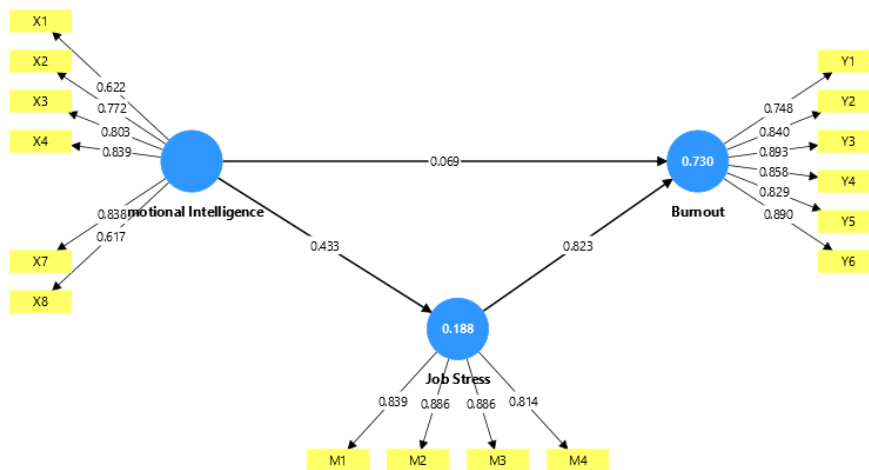 X1
X2
X3
X4
X7
X8
0.622
0.772
0.803
0.839
0.838
0.617
motional Intelligence
0.069
0.433
0.823
0.730
Burnout
0.748
0.840
0.893
0.858
0.829
0.890
Y1
Y2
Y3
Y4
Y5
Y6
0.188
Job Stress
0.839
0.886
0.886
0.814
M1
M2
M3
M4